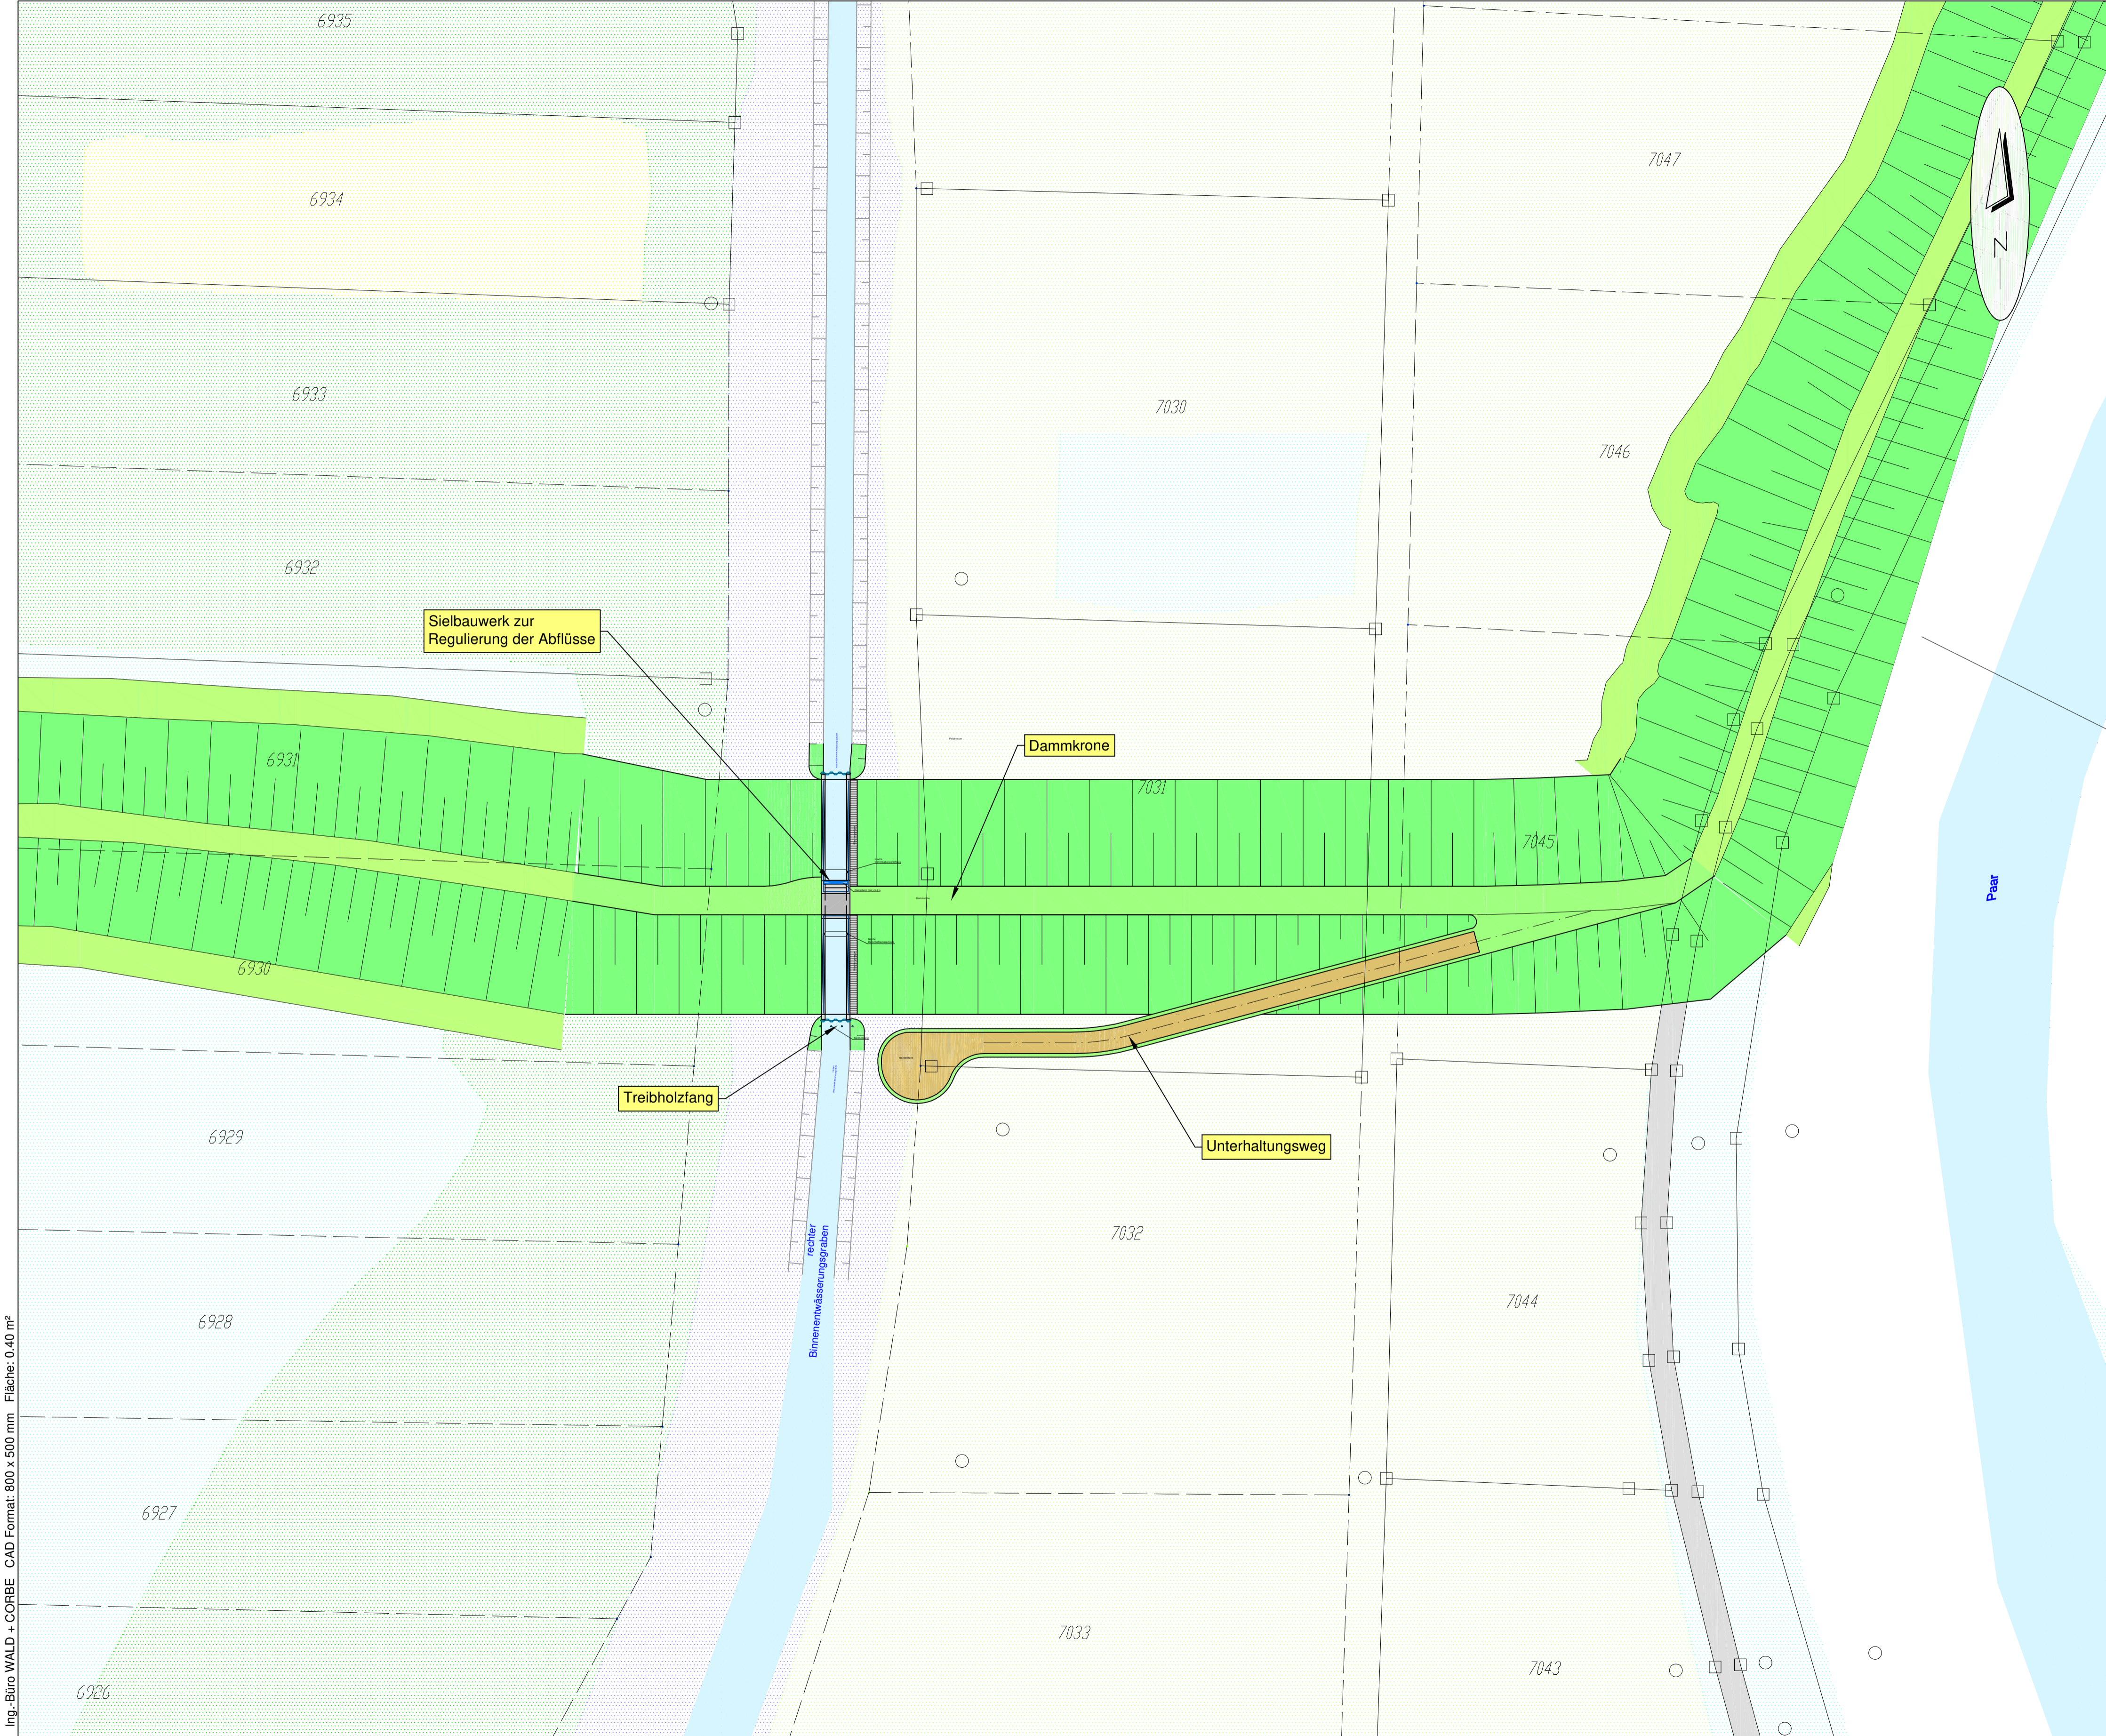 6935
6934
7047
6933
7030
7046
6932
Sielbauwerk zur
Regulierung der Abflüsse
Dammkrone
6931
7031
7045
6930
Paar
Treibholzfang
Unterhaltungsweg
6929
7032
rechter
Binnenentwässerungsgraben
7044
6928
6927
7033
7043
6926
N
Ing.-Büro WALD + CORBE CAD Format: 800 x 500 mm Fläche: 0.40 m²